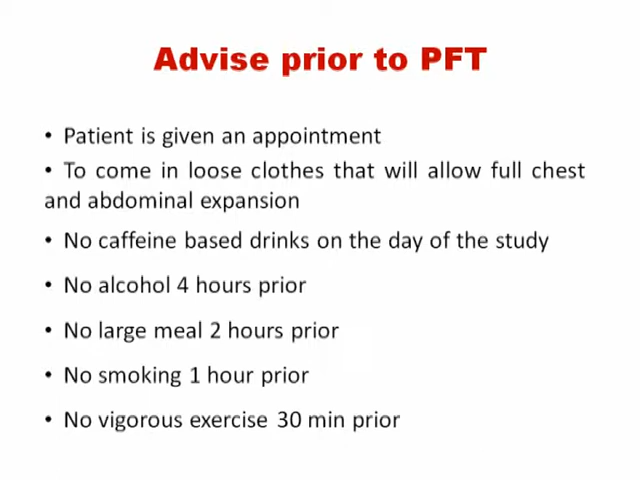 Advise prior to PFT
• Patient is given an appointment
• To come in loose clothes that will allow full chest
and abdominal expansion
• No caffeine based drinks on the day of the study
• No alcohol 4 hours prior
• No large meal 2 hours prior
• No smoking 1 hour prior
• No vigorous exercise 30 min prior